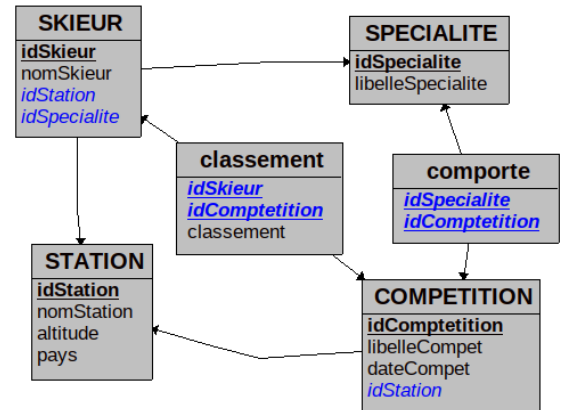 SKIEUR
idSkieur
nomSkieur
idStation
idSpecialite
SPECIALITE
idSpecialite
libelleSpecialite
classement
idSkieur
idComptetition
classement
comporte
idSpecialite
idComptetition
STATION
idStation
nomStation
altitude
pays
COMPETITION
idComptetition
libelleCompet
dateCompet
idStation